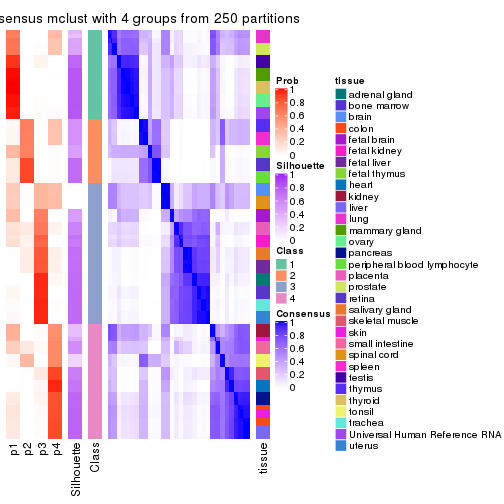 sensus mclust with 4 groups from 250 partitions
Prob
1
0.8
0.6
0.4
0.2
0
Silhouette
1
0.8
0.6
0.4
0.2
0
Class
1
2
3
4
Consensus
1
0.8
0.6
0.4
0.2
0
tissue
adrenal gland
bone marrow
brain
colon
fetal brain
fetal kidney
fetal liver
fetal thymus
heart
kidney
liver
lung
mammary gland
ovary
pancreas
peripheral blood lymphocyte
placenta
prostate
retina
salivary gland
skeletal muscle
skin
small intestine
spinal cord
spleen
testis
thymus
thyroid
tonsil
trachea
Universal Human Reference RNA
uterus
p1
p2
p3
p4
Silhouette
Class
tissue